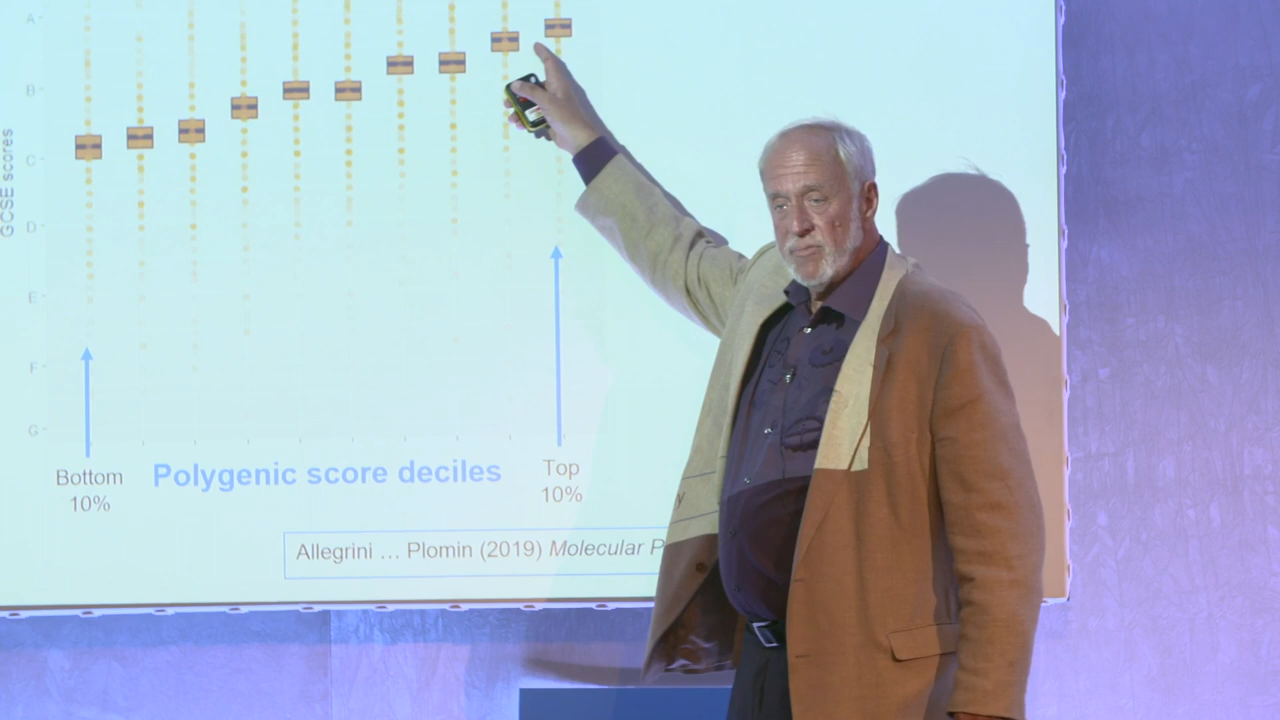 A
B
C
D
E
F
G
GCSE scores
Bottom
10%
Polygenic score deciles
Top
10%
Allegrini … Plomin (2019) Molecular P